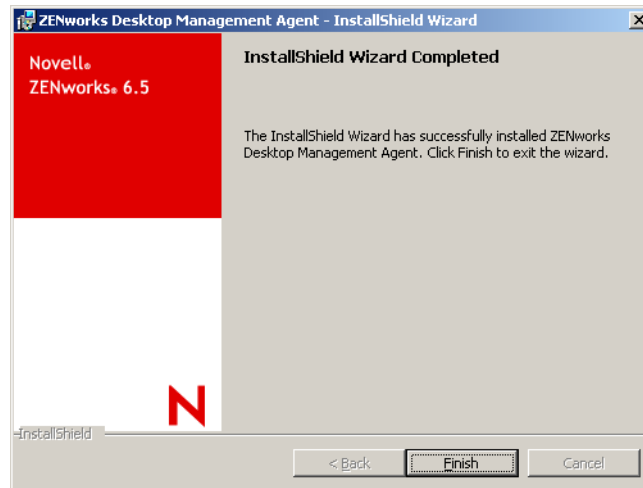 ZENworks Desktop Management Agent - InstallShield Wizard
Novell®
ZENworks® 6.5
InstallShield Wizard Completed
The InstallShield Wizard has successfully installed ZENworks
Desktop Management Agent. Click Finish to exit the wizard.
N
InstallShield
< Back
Finish
Cancel